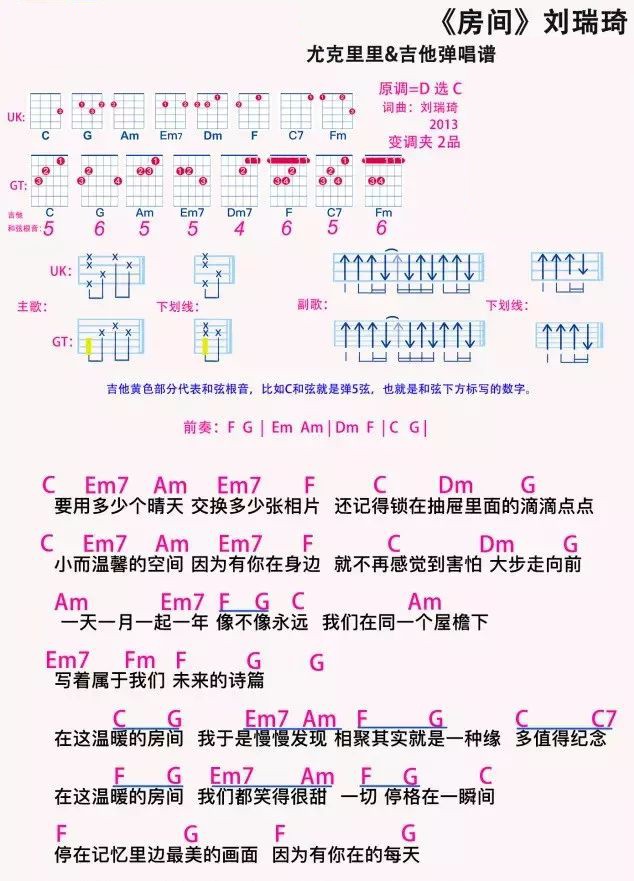 《房间》刘瑞琦
尤克里里&吉他弹唱谱
原调=D 选 C
词曲：刘瑞琦
2013
变调夹 2品
UK:
C G Am Em7 Dm F C7 Fm
GT:
C G Am Em7 Dm7 F C7 Fm
吉他
和弦根音: 5 6 5 5 4 6 5 6
UK:
主歌： 下划线： 副歌： 下划线：
GT:
吉他黄色部分代表和弦根音，比如C和弦就是弹5弦，也就是和弦下方标写的数字。
前奏：F G | Em Am | Dm F | C G |
C Em7 Am Em7 F C Dm G
要用多少个晴天 交换多少张相片 还记得锁在抽屉里面的滴滴点点
C Em7 Am Em7 F C Dm G
小而温馨的空间 因为有你在身边 就不再感觉到害怕 大步走向前
Am Em7 F G C Am
一天一月一起一年 像不像永远 我们在同一个屋檐下
Em7 Fm F G G
写着属于我们 未来的诗篇
C G Em7 Am F G C C7
在这温暖的房间 我于是慢慢发现 相聚其实就是一种缘 多值得纪念
F G Em7 Am F G C
在这温暖的房间 我们都笑得很甜 一切 停格在一瞬间
F G F G
停在记忆里边最美的画面 因为有你在的每天